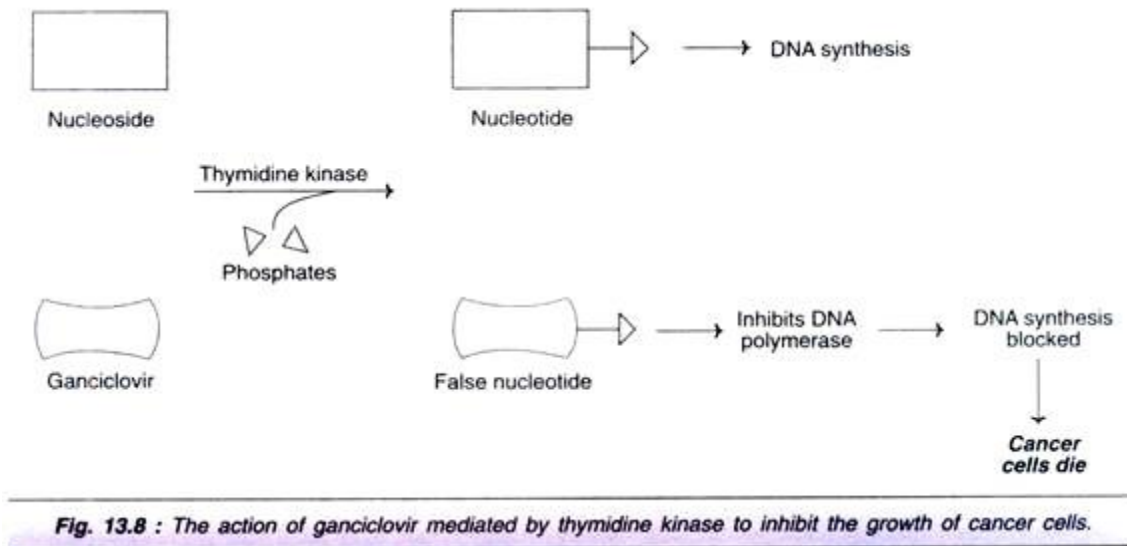 Nucleoside
Nucleotide
DNA synthesis
Thymidine kinase
Phosphates
Ganciclovir
False nucleotide
Inhibits DNA
polymerase
DNA synthesis
blocked
Cancer
cells die
Fig. 13.8 : The action of ganciclovir mediated by thymidine kinase to inhibit the growth of cancer cells.